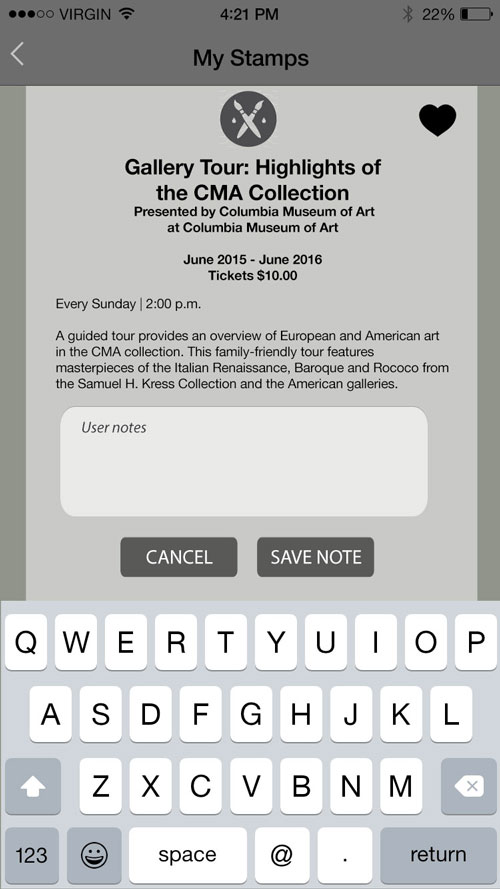 VIRGIN 4:21 PM 22%
My Stamps
Gallery Tour: Highlights of
the CMA Collection
Presented by Columbia Museum of Art
at Columbia Museum of Art
June 2015 - June 2016
Tickets $10.00
Every Sunday | 2:00 p.m.
A guided tour provides an overview of European and American art
in the CMA collection. This family-friendly tour features
masterpieces of the Italian Renaissance, Baroque and Rococo from
the Samuel H. Kress Collection and the American galleries.
User notes
CANCEL SAVE NOTE
Q W E R T Y U I O P
A S D F G H J K L
Z X C V B N M
123 space @ . return